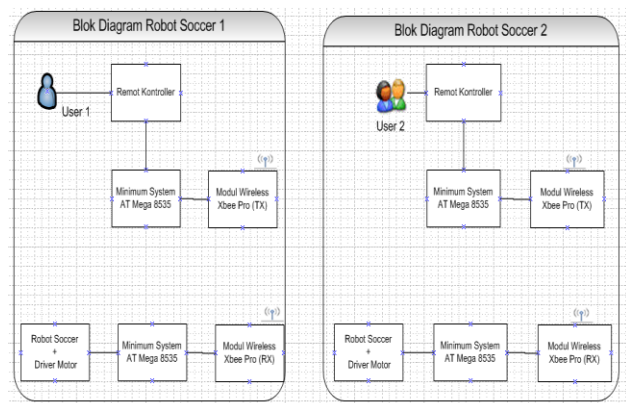 Blok Diagram Robot Soccer 1
Remot Kontroller
User 1
Minimum System
AT Mega 8535
Modul Wireless
Xbee Pro (TX)
Robot Soccer
+
Driver Motor
Minimum System
AT Mega 8535
Modul Wireless
Xbee Pro (RX)
Blok Diagram Robot Soccer 2
Remot Kontroller
User 2
Minimum System
AT Mega 8535
Modul Wireless
Xbee Pro (TX)
Robot Soccer
+
Driver Motor
Minimum System
AT Mega 8535
Modul Wireless
Xbee Pro (RX)